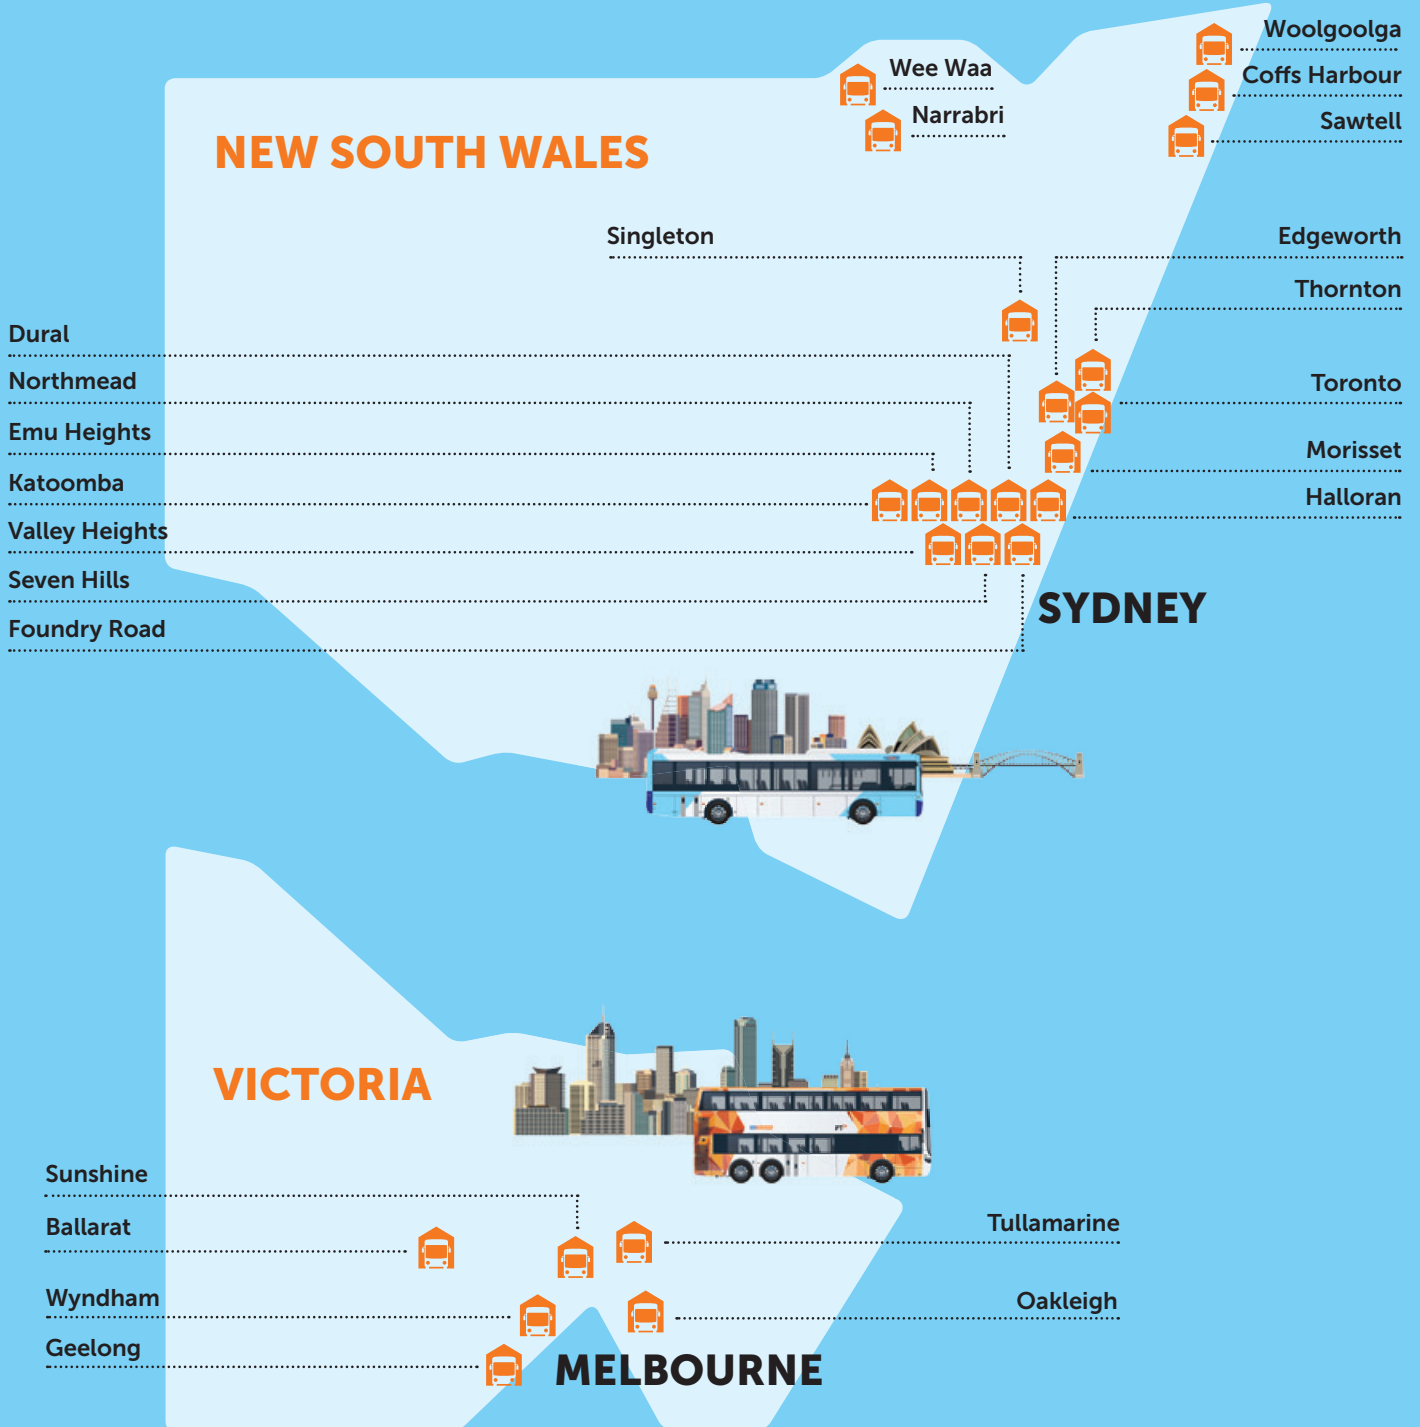 Woolgoolga
Wee Waa
Coffs Harbour
Narrabri
Sawtell
NEW SOUTH WALES
Singleton
Edgeworth
Thornton
Dural
Northmead
Toronto
Emu Heights
Morisset
Katoomba
Halloran
Valley Heights
Seven Hills
SYDNEY
Foundry Road
VICTORIA
Sunshine
Ballarat
Tullamarine
Wyndham
Oakleigh
Geelong
MELBOURNE